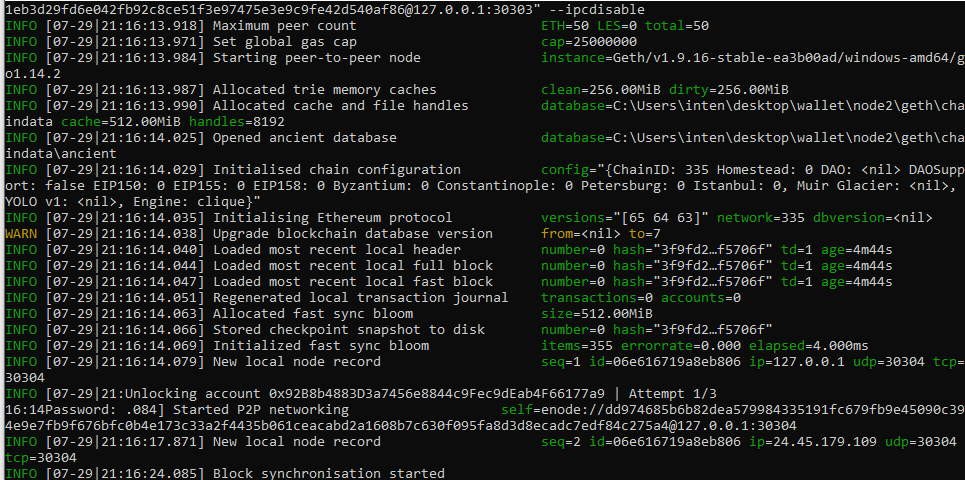 1eb3d29fd6e042fb92c8ce51f3e97475e3e9c9fe42d540af86@127.0.0.1:30303" --ipcdisable
INFO [07-29|21:16:13.918] Maximum peer count                       ETH=50 LES=0 total=50
INFO [07-29|21:16:13.971] Set global gas cap                       cap=25000000
INFO [07-29|21:16:13.984] Starting peer-to-peer node               instance=Geth/v1.9.16-stable-ea3b00ad/windows-amd64/g
o1.14.2
INFO [07-29|21:16:13.987] Allocated trie memory caches             clean=256.00MiB dirty=256.00MiB
INFO [07-29|21:16:13.990] Allocated cache and file handles         database=C:\Users\inten\desktop\wallet\node2\geth\cha
indata cache=512.00MiB handles=8192
INFO [07-29|21:16:14.025] Opened ancient database                  database=C:\Users\inten\desktop\wallet\node2\geth\cha
indata\ancient
INFO [07-29|21:16:14.029] Initialised chain configuration          config="{ChainID: 335 Homestead: 0 DAO: <nil> DAOSupp
ort: false EIP150: 0 EIP155: 0 EIP158: 0 Byzantium: 0 Constantinople: 0 Petersburg: 0 Istanbul: 0, Muir Glacier: <nil>,
YOLO v1: <nil>, Engine: clique}"
INFO [07-29|21:16:14.035] Initialising Ethereum protocol           versions="[65 64 63]" network=335 dbversion=<nil>
WARN [07-29|21:16:14.038] Upgrade blockchain database version      from=<nil> to=7
INFO [07-29|21:16:14.040] Loaded most recent local header          number=0 hash="3f9fd2…f5706f" td=1 age=4m44s
INFO [07-29|21:16:14.044] Loaded most recent local full block      number=0 hash="3f9fd2…f5706f" td=1 age=4m44s
INFO [07-29|21:16:14.047] Loaded most recent local fast block      number=0 hash="3f9fd2…f5706f" td=1 age=4m44s
INFO [07-29|21:16:14.051] Regenerated local transaction journal    transactions=0 accounts=0
INFO [07-29|21:16:14.063] Allocated fast sync bloom                size=512.00MiB
INFO [07-29|21:16:14.066] Stored checkpoint snapshot to disk       number=0 hash="3f9fd2…f5706f"
INFO [07-29|21:16:14.069] Initialized fast sync bloom              items=355 errorrate=0.000 elapsed=4.000ms
INFO [07-29|21:16:14.079] New local node record                    seq=1 id=06e616719a8eb806 ip=127.0.0.1 udp=30304 tcp=
30304
INFO [07-29|21:Unlocking account 0x92B8b4883D3a7456e8844c9Fec9dEab4F66177a9 | Attempt 1/3
16:14Password: .084] Started P2P networking                   self=enode://dd974685b6b82dea579984335191fc679fb9e45090c39
4e9e7fb9f676bfc0b4e173c33a2f4435b061ceacabd2a1608b7c630f095fa8d3d8ecadc7edf84c275a4@127.0.0.1:30304
INFO [07-29|21:16:17.871] New local node record                    seq=2 id=06e616719a8eb806 ip=24.45.179.109 udp=30304
tcp=30304
INFO [07-29|21:16:24.085] Block synchronisation started